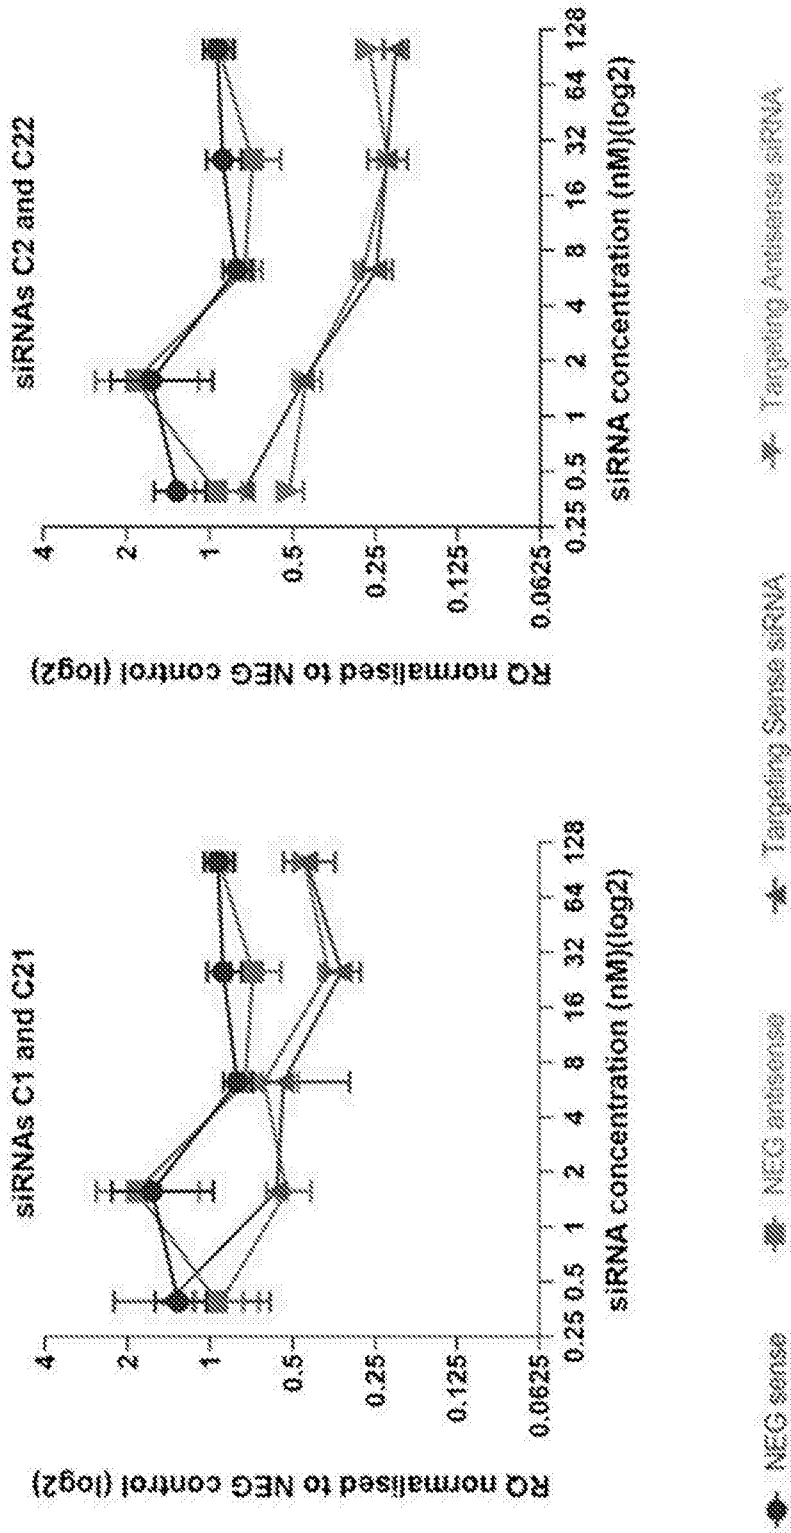 siRNAs C1 and C21
RQ normalised to NEG control (log2)
4
2
1
0.5
0.25
0.125
0.0625
0.25 0.5 1 2 4 8 16 32 64 128
siRNA concentration (nM)(log2)
siRNAs C2 and C22
RQ normalised to NEG control (log2)
4
2
1
0.5
0.25
0.125
0.0625
0.25 0.5 1 2 4 8 16 32 64 128
siRNA concentration (nM)(log2)
NEG sense
NEG antisense
Targeting Sense siRNA
Targeting Antisense siRNA